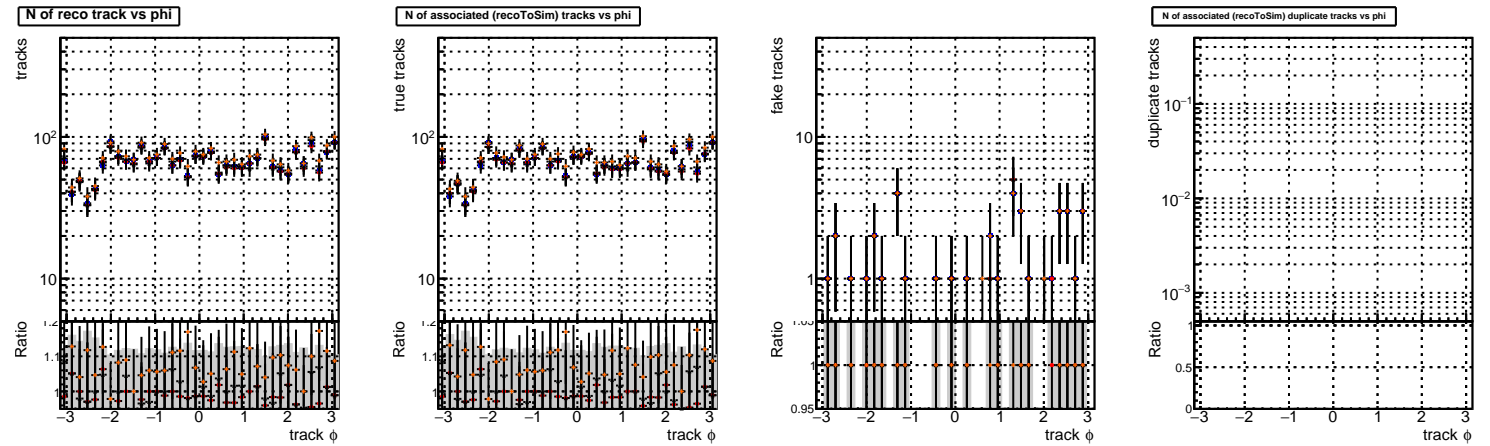 N of reco track vs phi
tracks
10²
10
Ratio
1.2
1.1
1
−3 −2 −1 0 1 2 3
track ϕ
N of associated (recoToSim) tracks vs phi
true tracks
10²
10
Ratio
1.2
1.1
1
−3 −2 −1 0 1 2 3
track ϕ
fake tracks
10
1
Ratio
1.05
1
0.95
−3 −2 −1 0 1 2 3
track ϕ
N of associated (recoToSim) duplicate tracks vs phi
duplicate tracks
10⁻¹
10⁻²
10⁻³
Ratio
1
0.5
0
−3 −2 −1 0 1 2 3
track ϕ